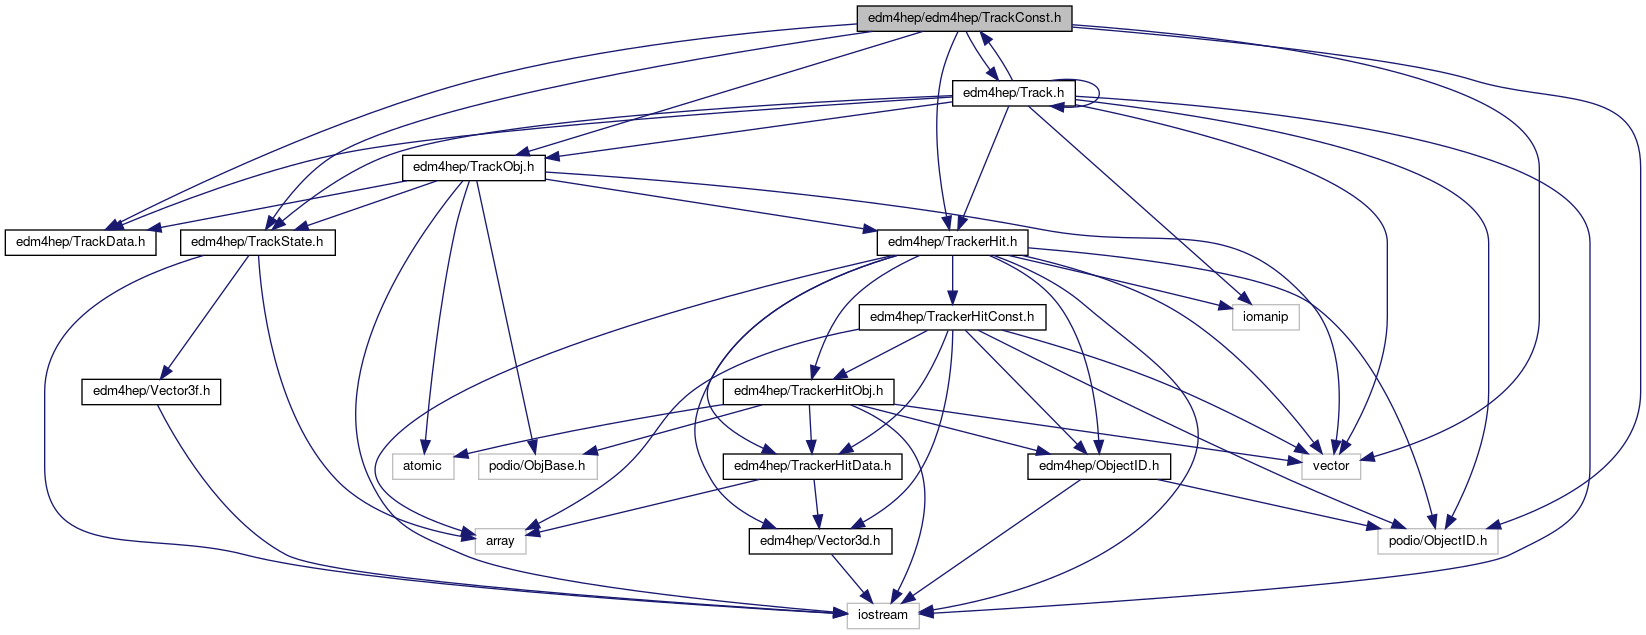 edm4hep/edm4hep/TrackConst.h
edm4hep/Track.h
edm4hep/TrackObj.h
edm4hep/TrackData.h
edm4hep/TrackState.h
edm4hep/TrackerHit.h
edm4hep/TrackerHitConst.h
iomanip
edm4hep/Vector3f.h
edm4hep/TrackerHitObj.h
atomic
podio/ObjBase.h
edm4hep/TrackerHitData.h
edm4hep/ObjectID.h
vector
array
edm4hep/Vector3d.h
podio/ObjectID.h
iostream